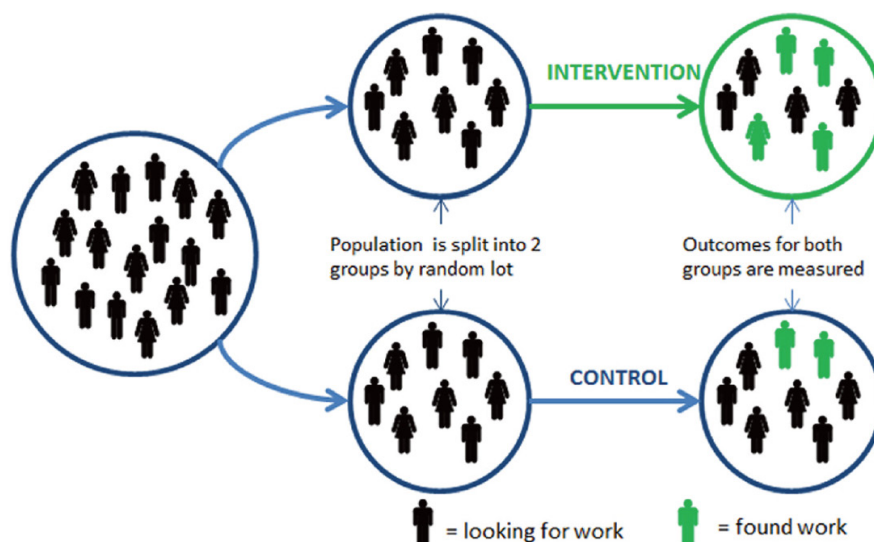 INTERVENTION
Population is split into 2
groups by random lot
Outcomes for both
groups are measured
CONTROL
= looking for work
= found work